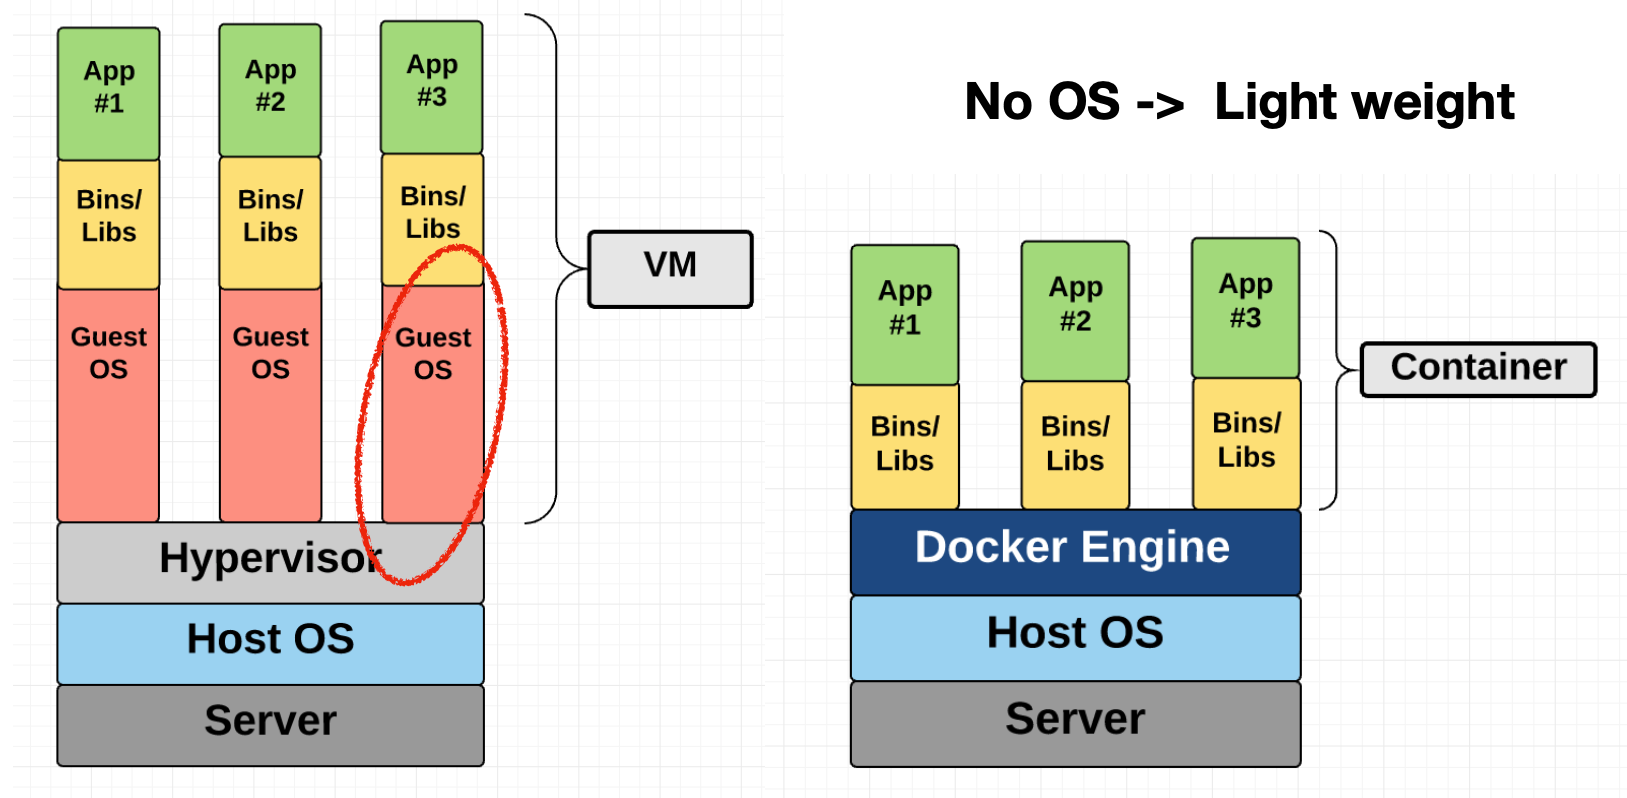 App
#1
App
#2
App
#3
Bins/
Libs
Bins/
Libs
Bins/
Libs
Guest
OS
Guest
OS
Guest
OS
Hypervisor
Host OS
Server
VM
No OS -> Light weight
App
#1
App
#2
App
#3
Bins/
Libs
Bins/
Libs
Bins/
Libs
Docker Engine
Host OS
Server
Container